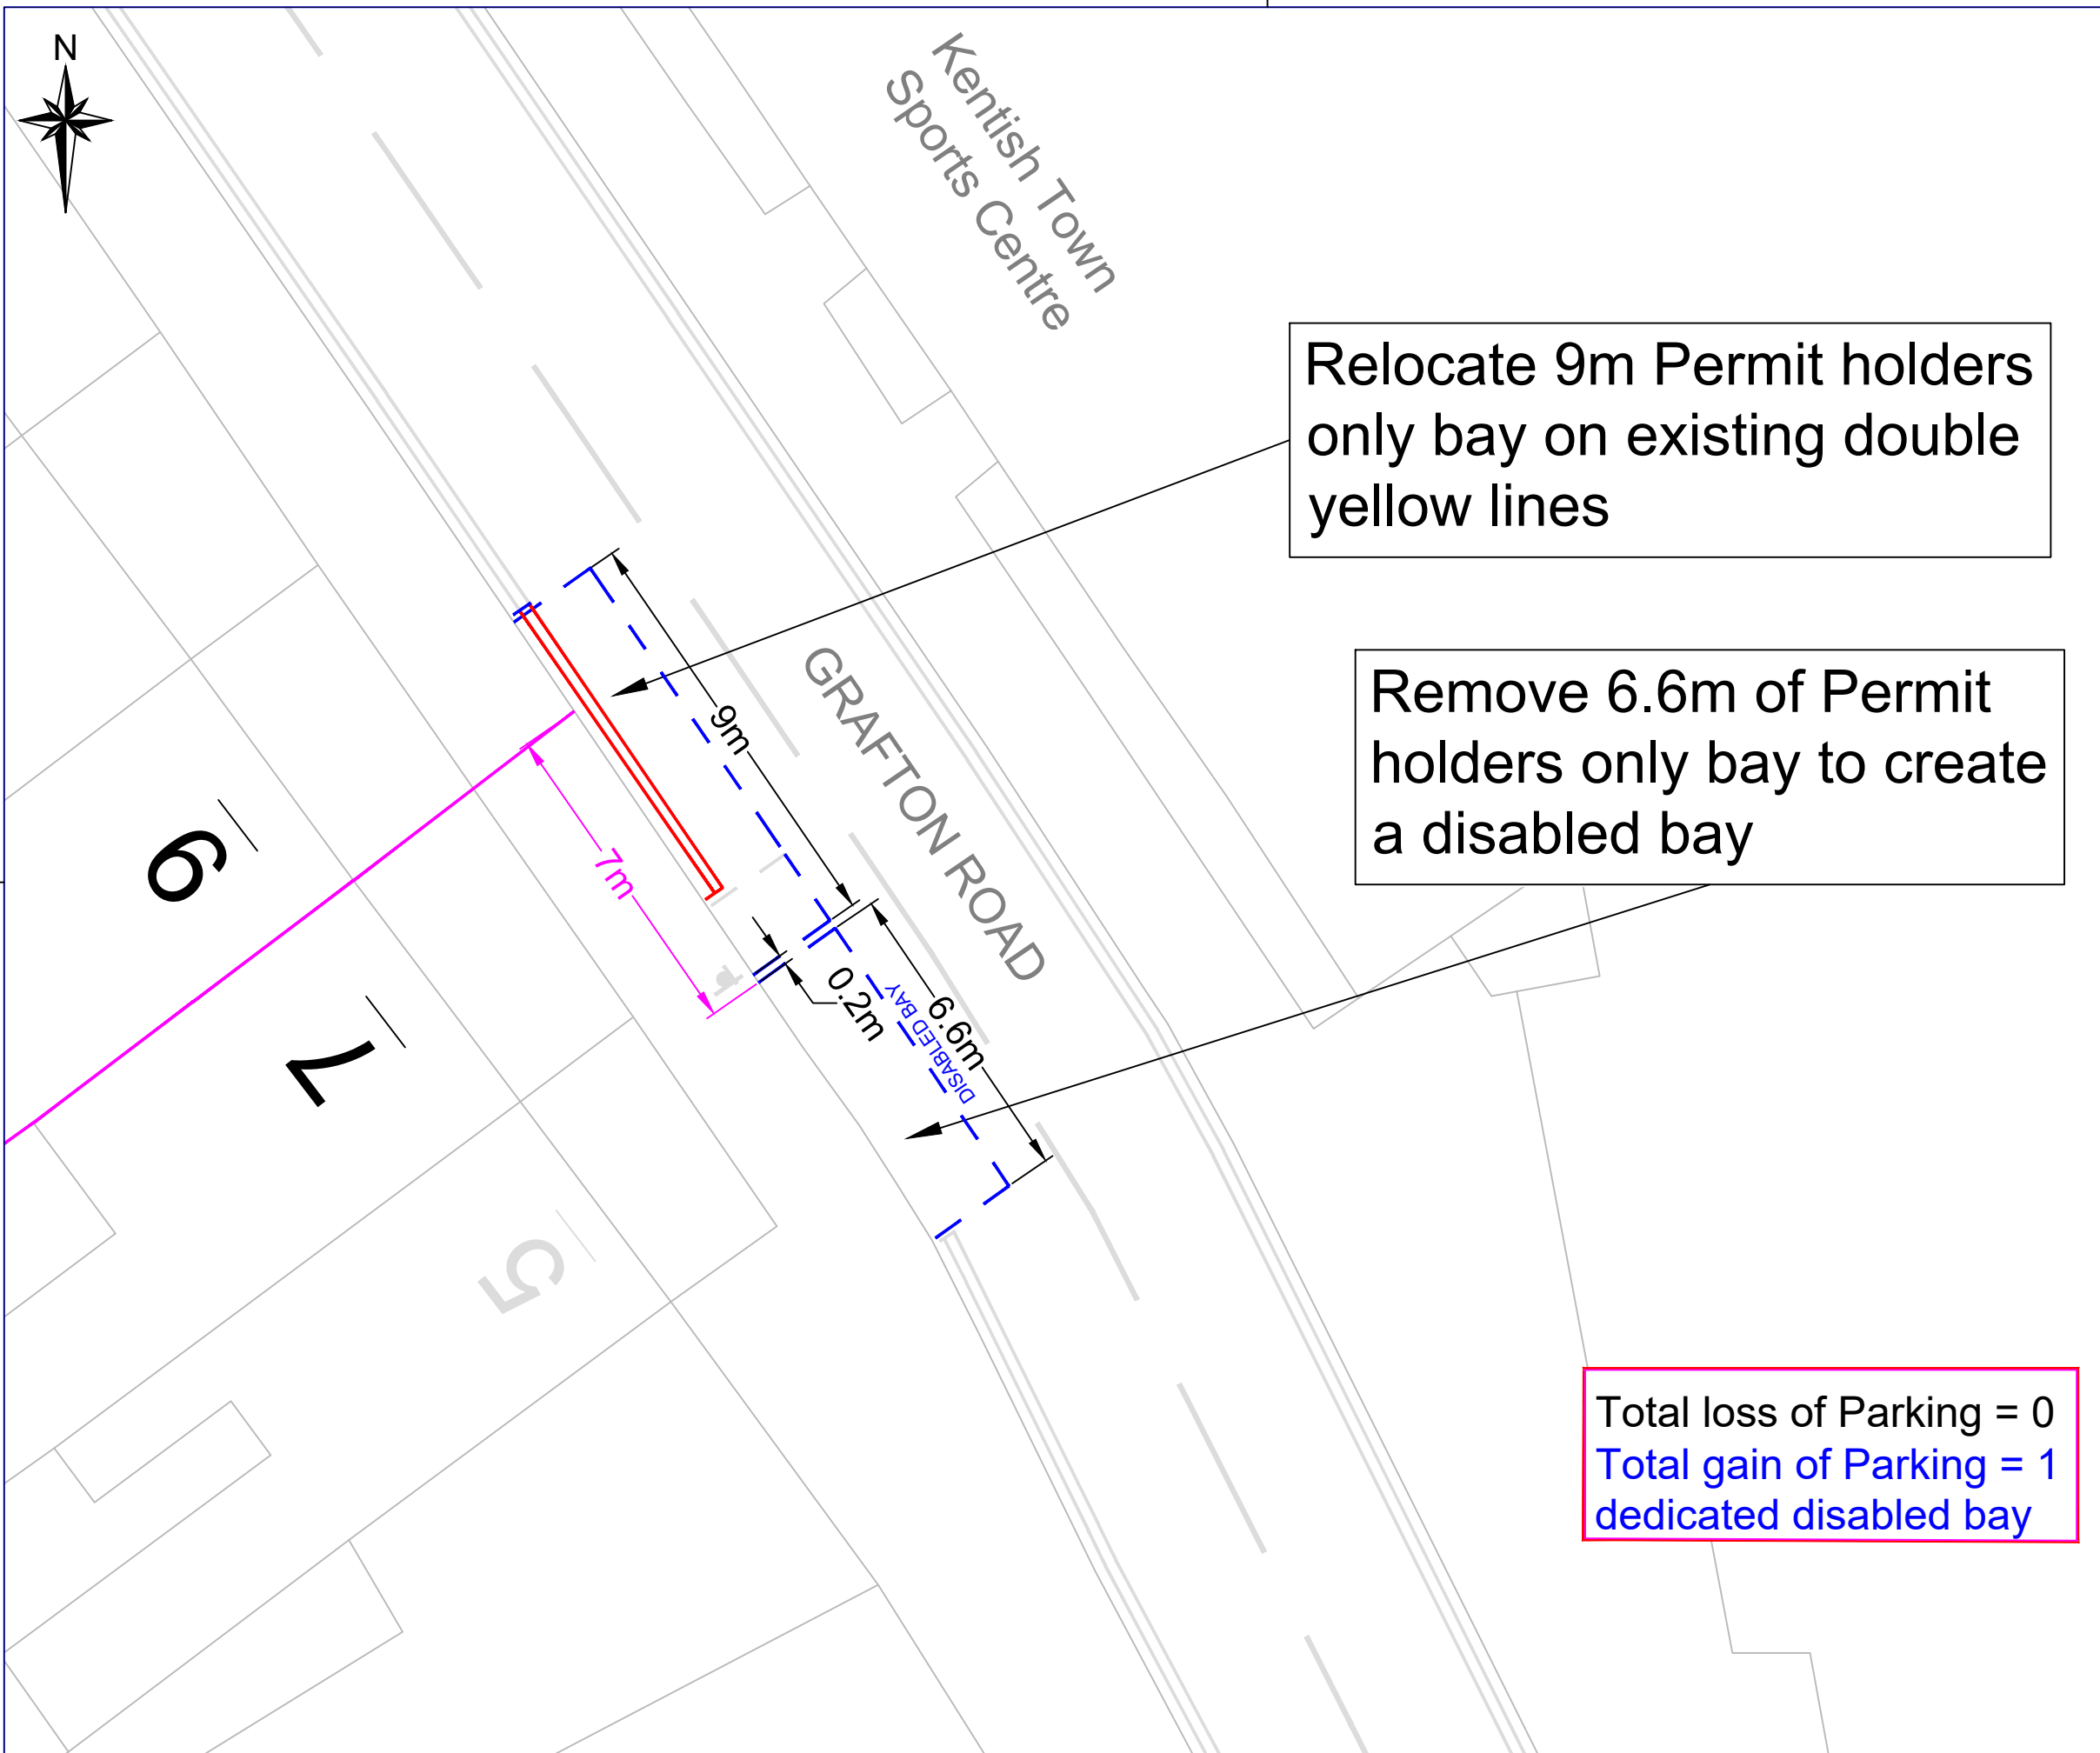 N
Kentish Town
Sports Centre
Relocate 9m Permit holders
only bay on existing double
yellow lines
Remove 6.6m of Permit
holders only bay to create
a disabled bay
GRAFTON ROAD
9m
7m
0.2m
6.6m
DISABLED BAY
9
7
5
Total loss of Parking = 0
Total gain of Parking = 1
dedicated disabled bay